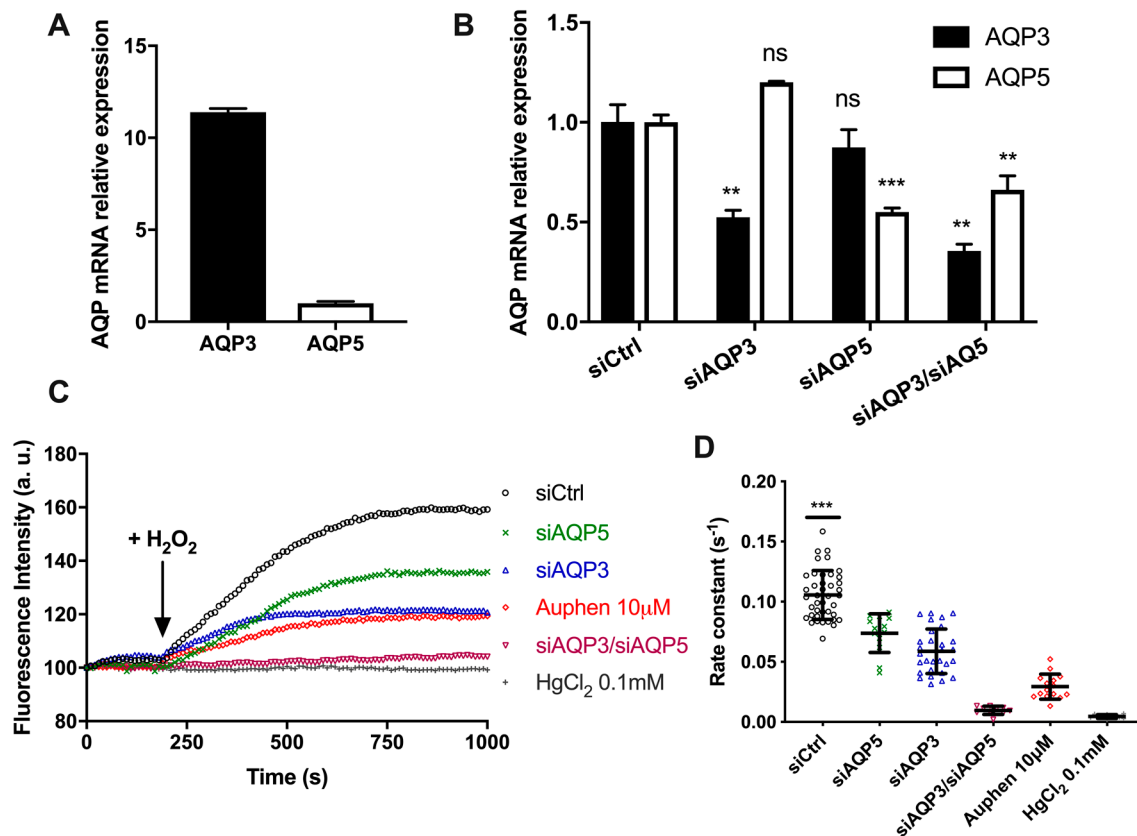 A
AQP mRNA relative expression
15
10
5
0
AQP3
AQP5
B
AQP mRNA relative expression
1.5
1.0
0.5
0.0
ns
ns
**
***
**
**
AQP3
AQP5
siCtrl
siAQP3
siAQP5
siAQP3/siAQ5
C
Fluorescence Intensity (a. u.)
180
160
140
120
100
80
+ H2O2
0
250
500
750
1000
Time (s)
siCtrl
siAQP5
siAQP3
Auphen 10μM
siAQP3/siAQP5
HgCl2 0.1mM
D
Rate constant (s-1)
0.20
0.15
0.10
0.05
0.00
***
siCtrl
siAQP5
siAQP3
siAQP3/siAQP5
Auphen 10μM
HgCl2 0.1mM